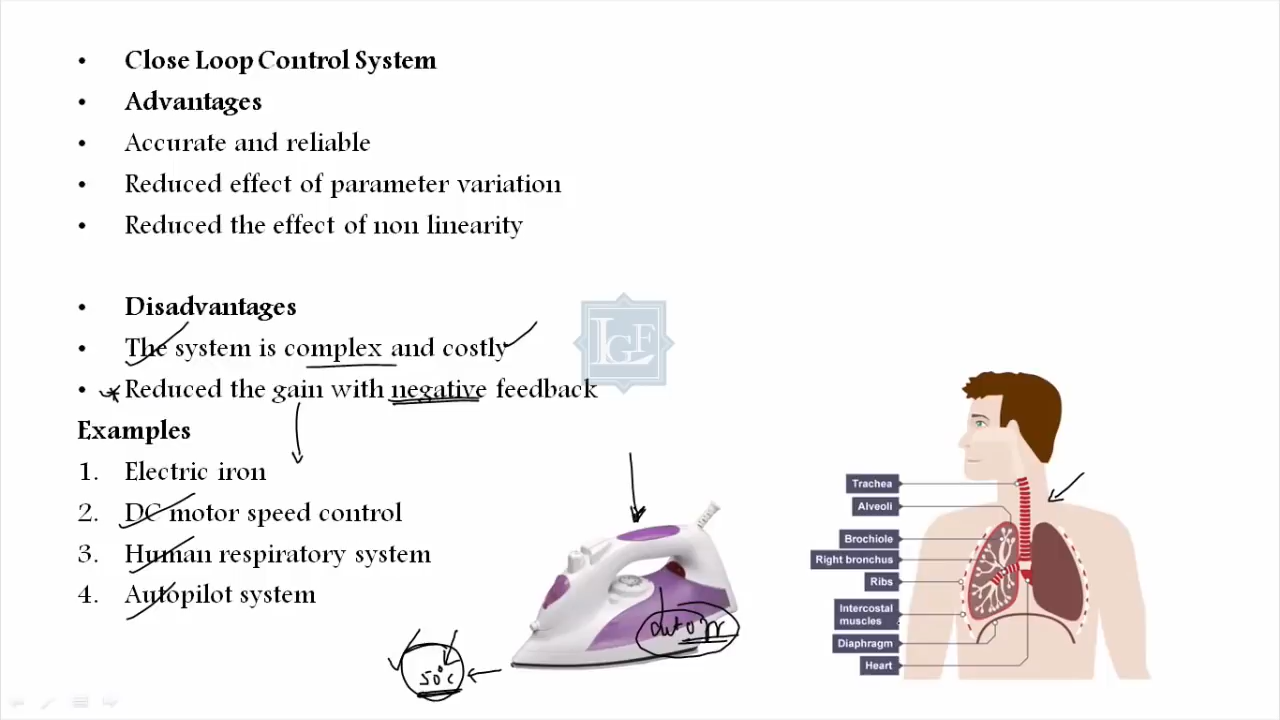 • Close Loop Control System
• Advantages
• Accurate and reliable
• Reduced effect of parameter variation
• Reduced the effect of non linearity
• Disadvantages
• The system is complex and costly
• Reduced the gain with negative feedback
Examples
1. Electric iron
2. DC motor speed control
3. Human respiratory system
4. Autopilot system
LGF
50°C
Trachea
Alveoli
Brochiole
Right bronchus
Ribs
Intercostal
muscles
Diaphragm
Heart